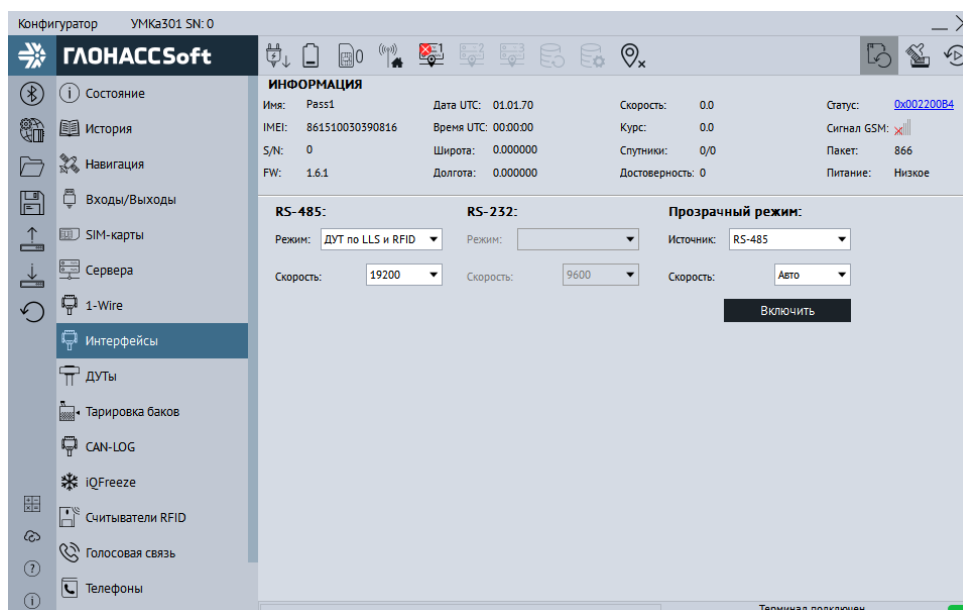 Конфигуратор УМКа301 SN: 0
ГЛОНАССSoft
0
Состояние
История
Навигация
Входы/Выходы
SIM-карты
Сервера
1-Wire
Интерфейсы
ДУТы
Тарировка баков
CAN-LOG
iQFreeze
Считыватели RFID
Голосовая связь
Телефоны
ИНФОРМАЦИЯ
Имя: Pass1 Дата UTC: 01.01.70 Скорость: 0.0 Статус: 0x002200B4
IMEI: 861510030390816 Время UTC: 00:00:00 Курс: 0.0 Сигнал GSM:
S/N: 0 Широта: 0.000000 Спутники: 0/0 Пакет: 866
FW: 1.6.1 Долгота: 0.000000 Достоверность: 0 Питание: Низкое
RS-485: RS-232: Прозрачный режим:
Режим: ДУТ по LLS и RFID Режим: Источник: RS-485
Скорость: 19200 Скорость: 9600 Скорость: Авто
Включить
Терминал подключен